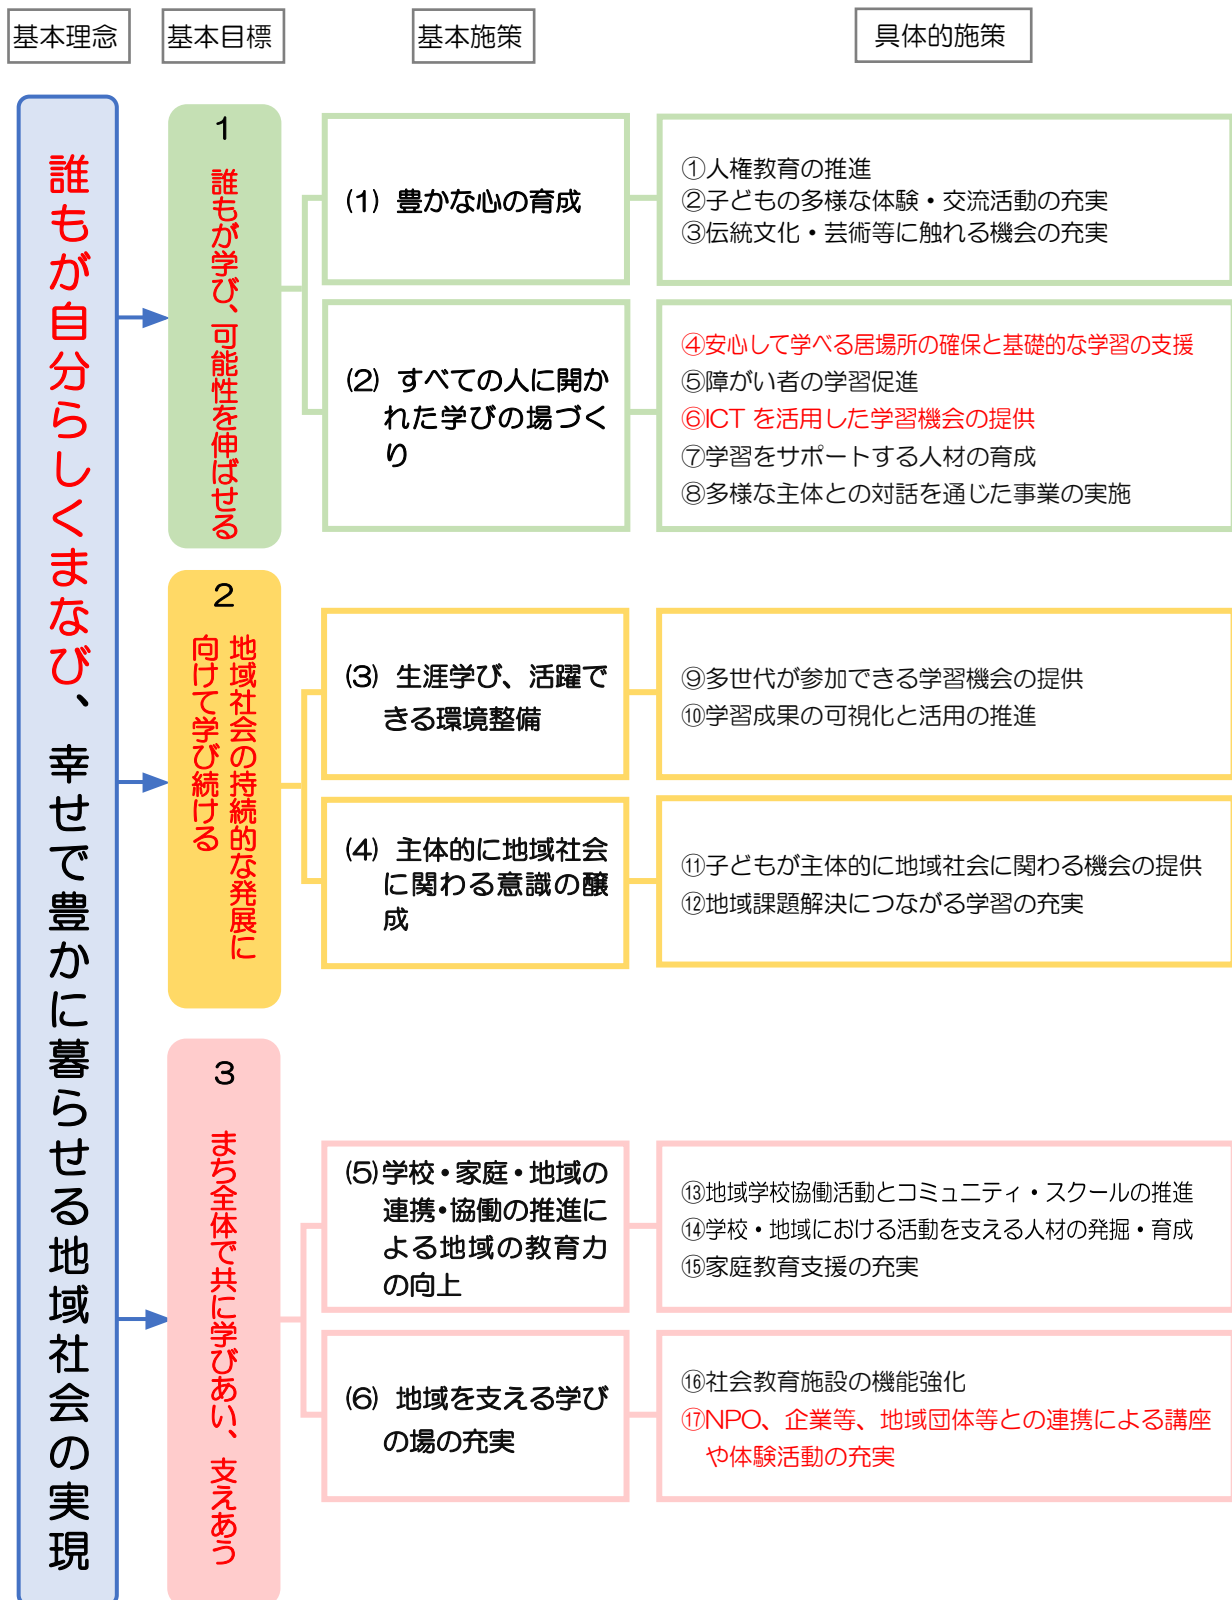 基本理念
基本目標
基本施策
具体的施策
誰もが自分らしくまなび、幸せで豊かに暮らせる地域社会の実現
1
誰もが学び、可能性を伸ばせる
(1) 豊かな心の育成
①人権教育の推進
②子どもの多様な体験・交流活動の充実
③伝統文化・芸術等に触れる機会の充実
(2) すべての人に開か
れた学びの場づく
り
④安心して学べる居場所の確保と基礎的な学習の支援
⑤障がい者の学習促進
⑥ICT を活用した学習機会の提供
⑦学習をサポートする人材の育成
⑧多様な主体との対話を通じた事業の実施
2
地域社会の持続的な発展に
向けて学び続ける
(3) 生涯学び、活躍で
きる環境整備
⑨多世代が参加できる学習機会の提供
⑩学習成果の可視化と活用の推進
(4) 主体的に地域社会
に関わる意識の醸
成
⑪子どもが主体的に地域社会に関わる機会の提供
⑫地域課題解決につながる学習の充実
3
まち全体で共に学びあい、支えあう
(5)学校・家庭・地域の
連携・協働の推進に
よる地域の教育力
の向上
⑬地域学校協働活動とコミュニティ・スクールの推進
⑭学校・地域における活動を支える人材の発掘・育成
⑮家庭教育支援の充実
(6) 地域を支える学び
の場の充実
⑯社会教育施設の機能強化
⑰NPO、企業等、地域団体等との連携による講座
や体験活動の充実